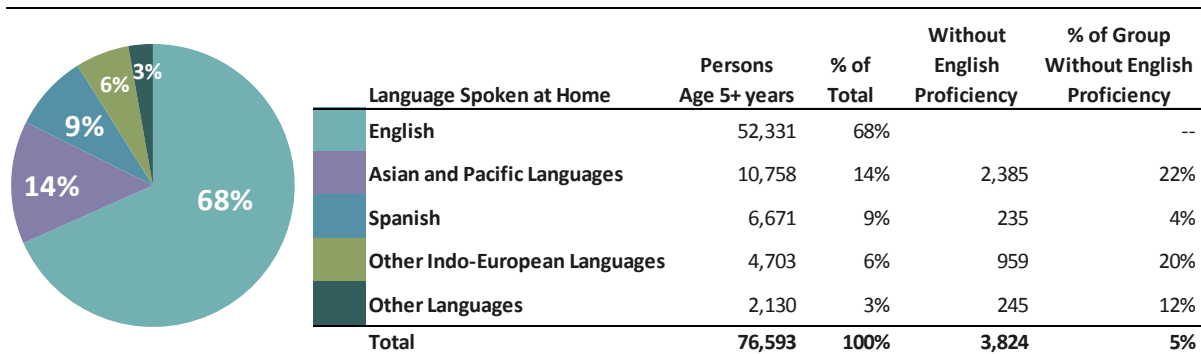 68%
14%
9%
6%
3%
Language Spoken at Home Persons Age 5+ years % of Total Without English Proficiency % of Group Without English Proficiency
English 52,331 68% --
Asian and Pacific Languages 10,758 14% 2,385 22%
Spanish 6,671 9% 235 4%
Other Indo-European Languages 4,703 6% 959 20%
Other Languages 2,130 3% 245 12%
Total 76,593 100% 3,824 5%